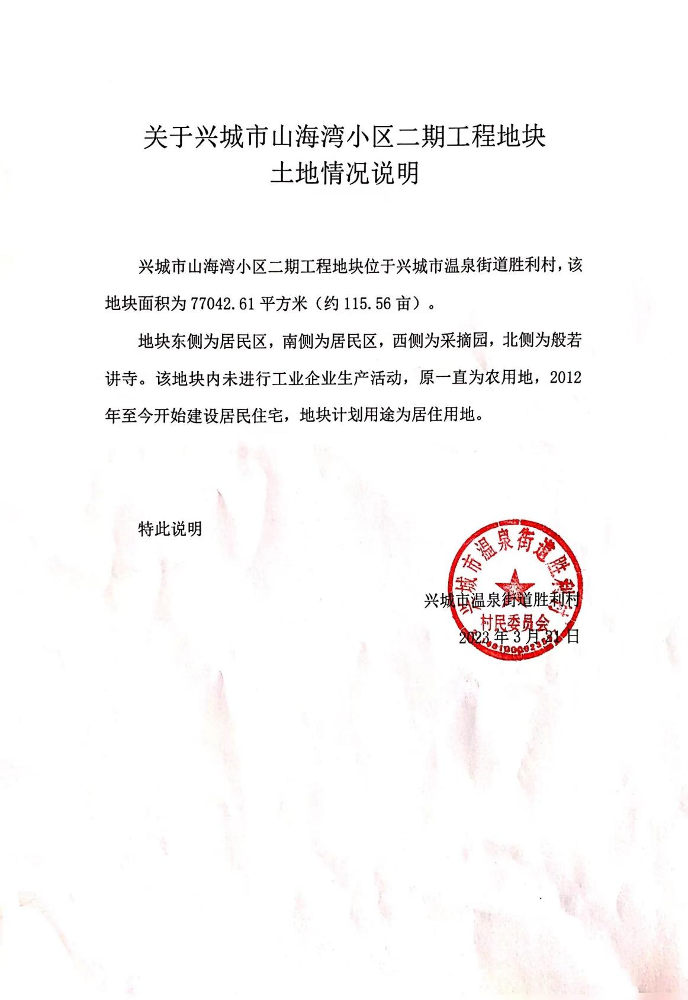 关于兴城市山海湾小区二期工程地块
土地情况说明
兴城市山海湾小区二期工程地块位于兴城市温泉街道胜利村，该
地块面积为 77042.61 平方米（约 115.56 亩）。
地块东侧为居民区，南侧为居民区，西侧为采摘园，北侧为般若
讲寺。该地块内未进行工业企业生产活动，原一直为农用地，2012
年至今开始建设居民住宅，地块计划用途为居住用地。
特此说明
兴城市温泉街道胜利村
村民委员会
兴城市温泉街道胜利村
2023 年 3 月 21 日